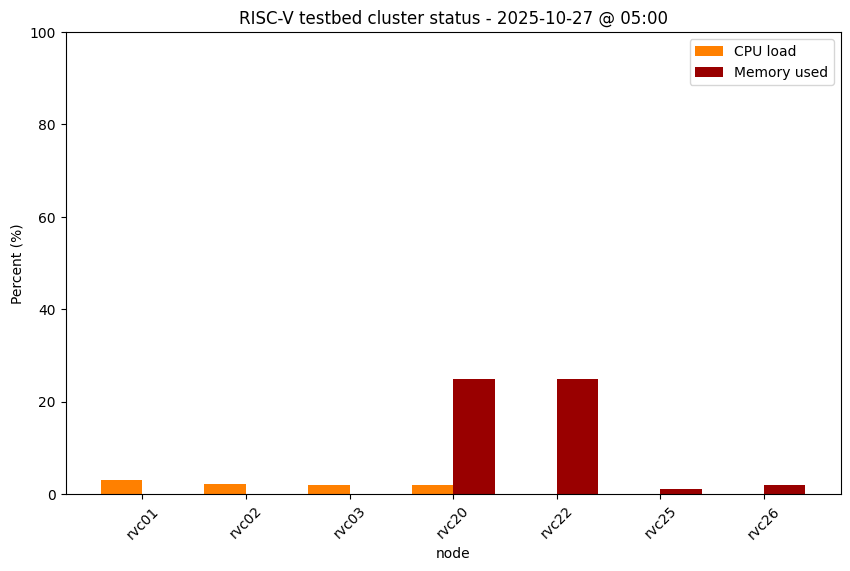 RISC-V testbed cluster status - 2025-10-27 @ 05:00
CPU load
Memory used
Percent (%)
100
80
60
40
20
0
rvc01
rvc02
rvc03
rvc20
rvc22
rvc25
rvc26
node